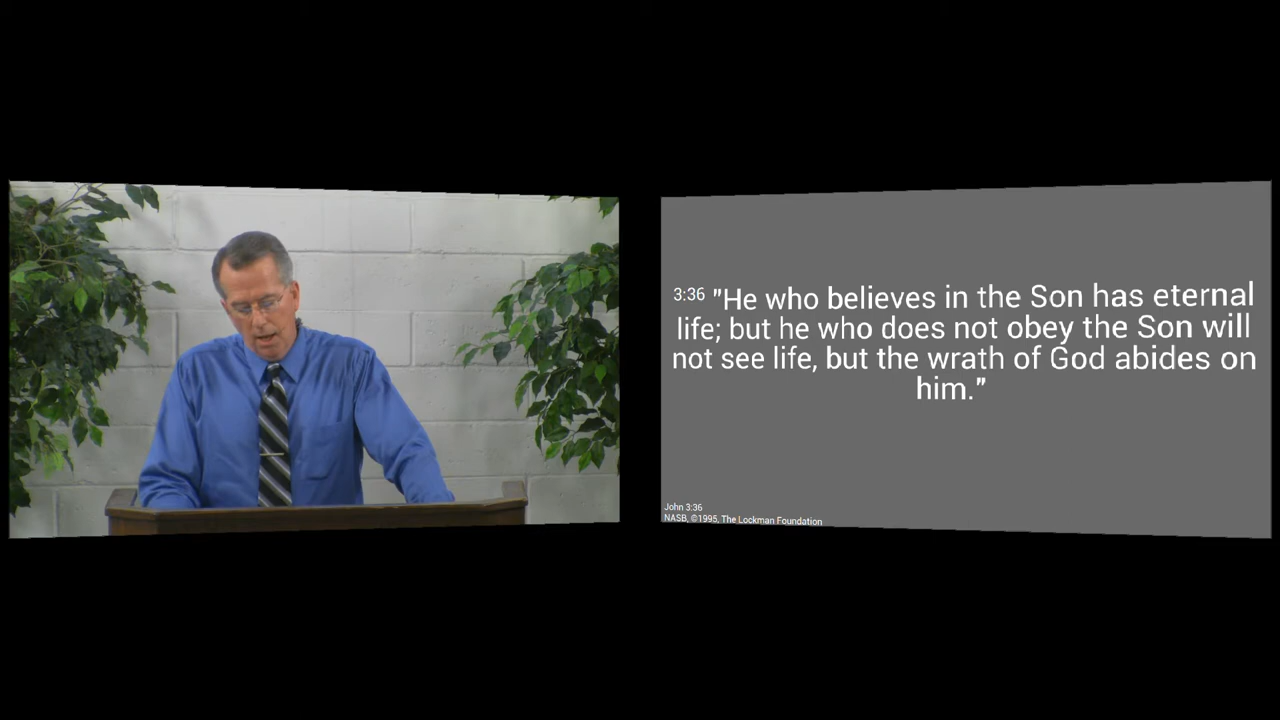 3:36 "He who believes in the Son has eternal
life; but he who does not obey the Son will
not see life, but the wrath of God abides on
him."
John 3:36
NASB, ©1995, The Lockman Foundation